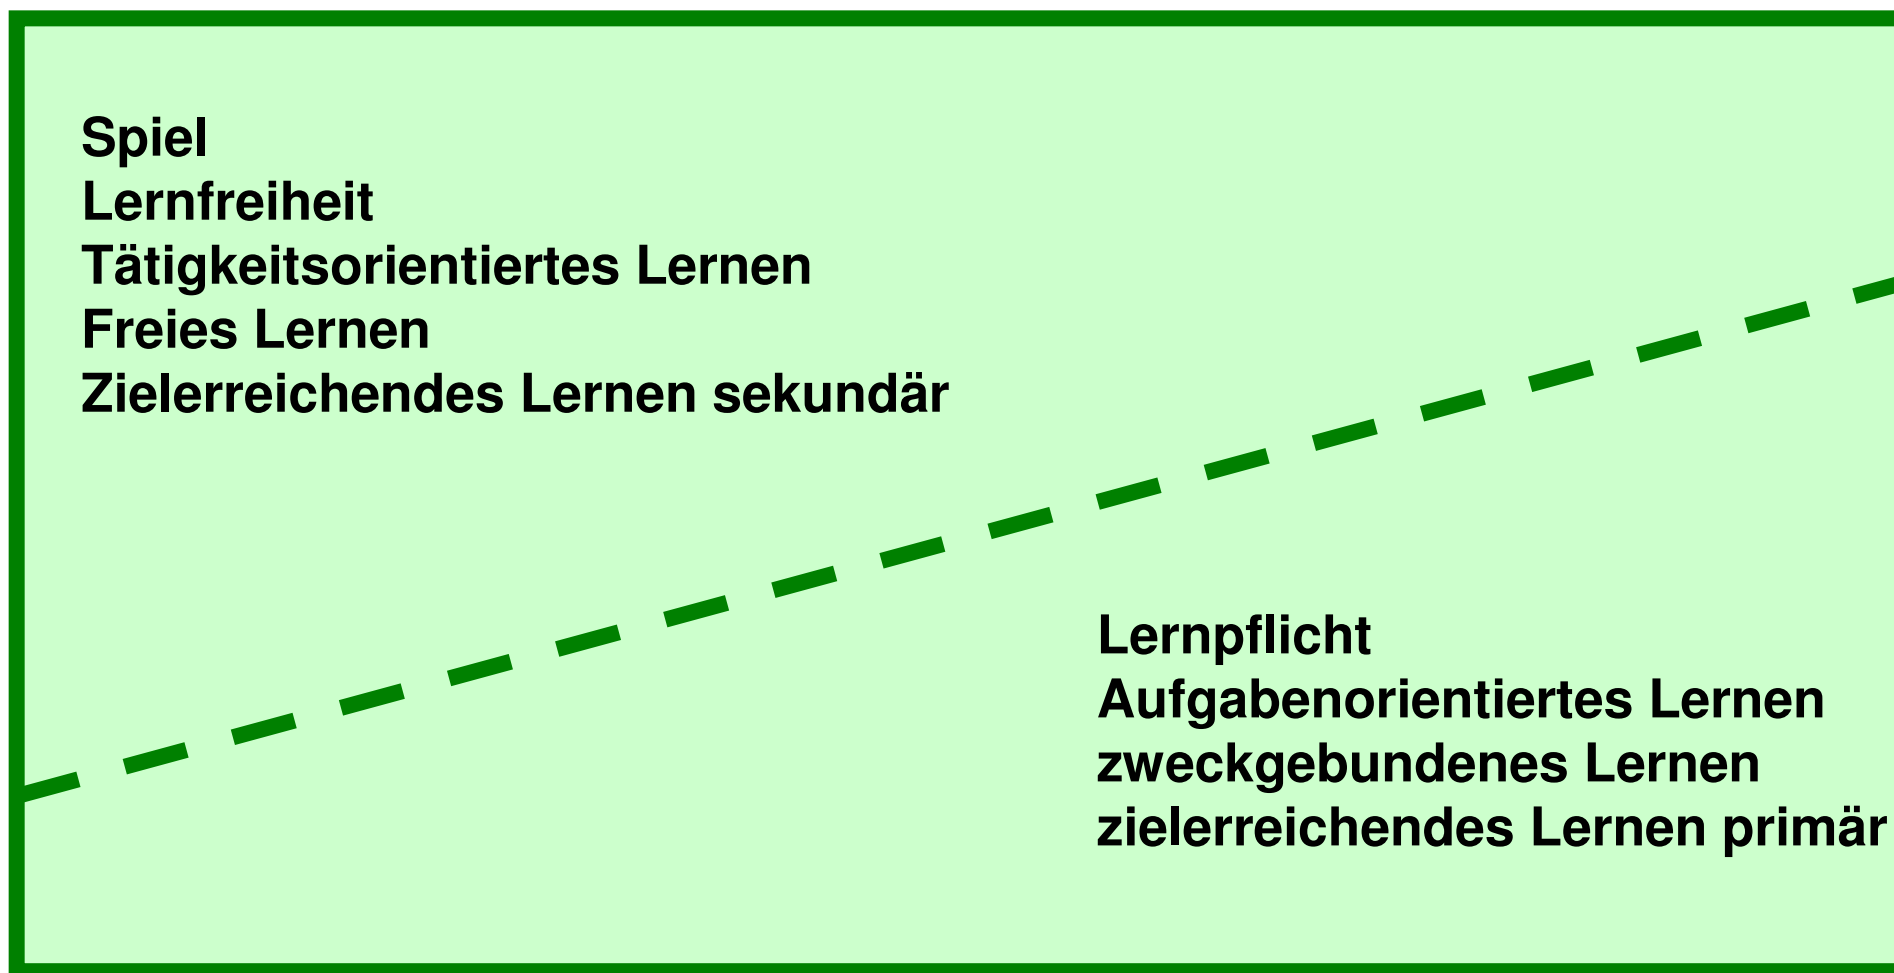 Spiel
Lernfreiheit
Tätigkeitsorientiertes Lernen
Freies Lernen
Zielerreichendes Lernen sekundär
Lernpflicht
Aufgabenorientiertes Lernen
zweckgebundenes Lernen
zielerreichendes Lernen primär